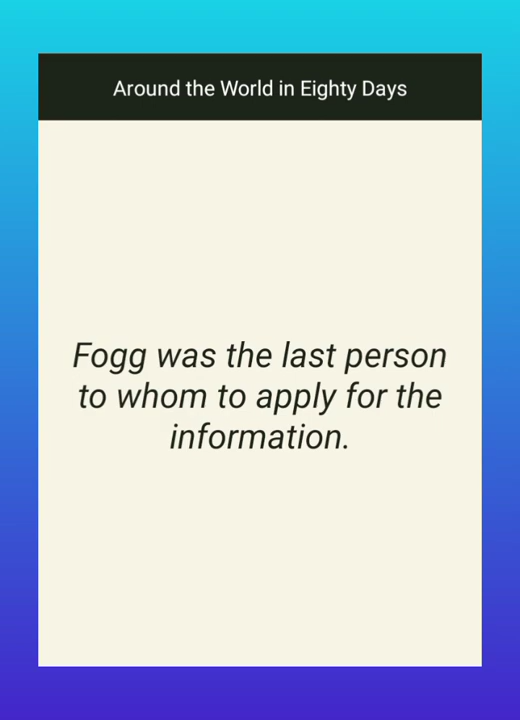 Around the World in Eighty Days
Fogg was the last person
to whom to apply for the
information.